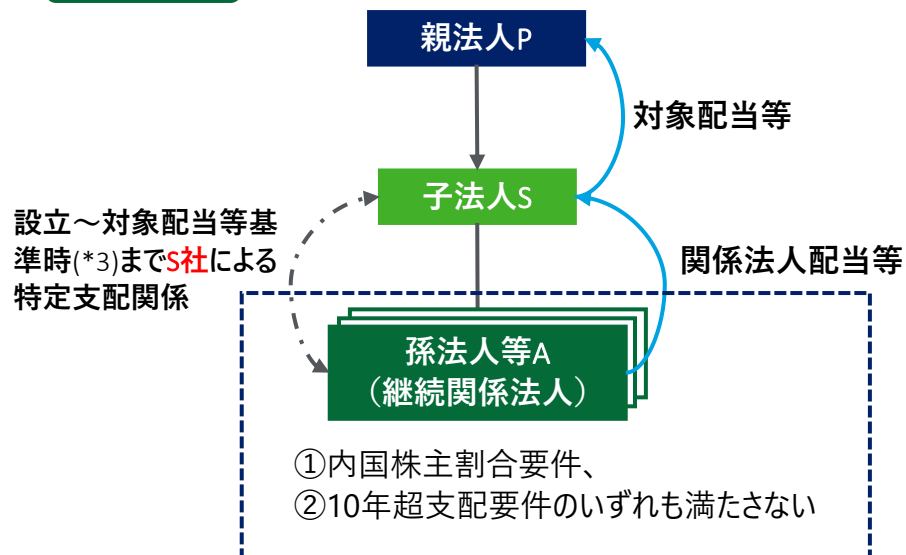 親法人P
対象配当等
子法人S
設立～対象配当等基
準時(*3)までS社による
特定支配関係
関係法人配当等
孫法人等A
（継続関係法人）
①内国株主割合要件、
②10年超支配要件のいずれも満たさない